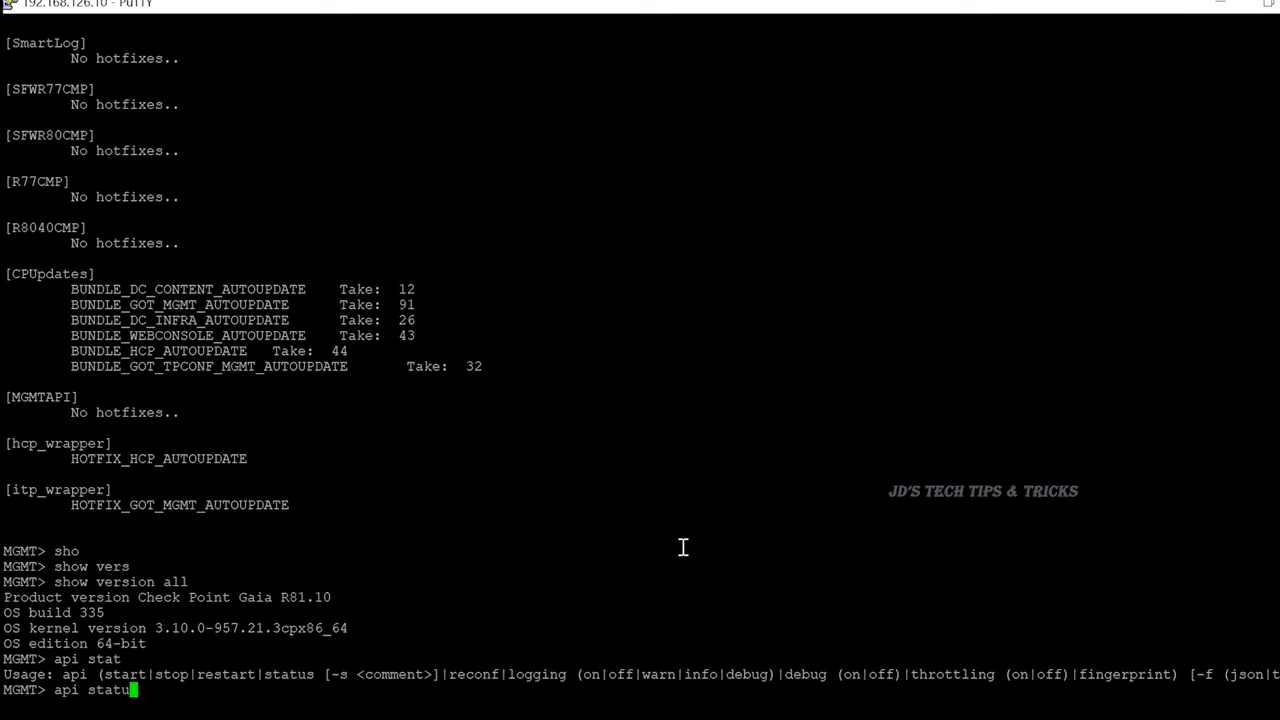 192.168.126.10 - PuTTY
[SmartLog]
No hotfixes..
[SFWR77CMP]
No hotfixes..
[SFWR80CMP]
No hotfixes..
[R77CMP]
No hotfixes..
[R8040CMP]
No hotfixes..
[CPUpdates]
BUNDLE_DC_CONTENT_AUTOUPDATE Take: 12
BUNDLE_GOT_MGMT_AUTOUPDATE Take: 91
BUNDLE_DC_INFRA_AUTOUPDATE Take: 26
BUNDLE_WEBCONSOLE_AUTOUPDATE Take: 43
BUNDLE_HCP_AUTOUPDATE Take: 44
BUNDLE_GOT_TPCONF_MGMT_AUTOUPDATE Take: 32
[MGMTAPI]
No hotfixes..
[hcp_wrapper]
HOTFIX_HCP_AUTOUPDATE
[itp_wrapper]
JD'S TECH TIPS & TRICKS
HOTFIX_GOT_MGMT_AUTOUPDATE
MGMT> sho
MGMT> show vers
MGMT> show version all
Product version Check Point Gaia R81.10
OS build 335
OS kernel version 3.10.0-957.21.3cpx86_64
OS edition 64-bit
MGMT> api stat
Usage: api (start|stop|restart|status [-s <comment>]|reconf|logging (on|off|warn|info|debug)|debug (on|off)|throttling (on|off)|fingerprint) [-f (json|t
MGMT> api statu